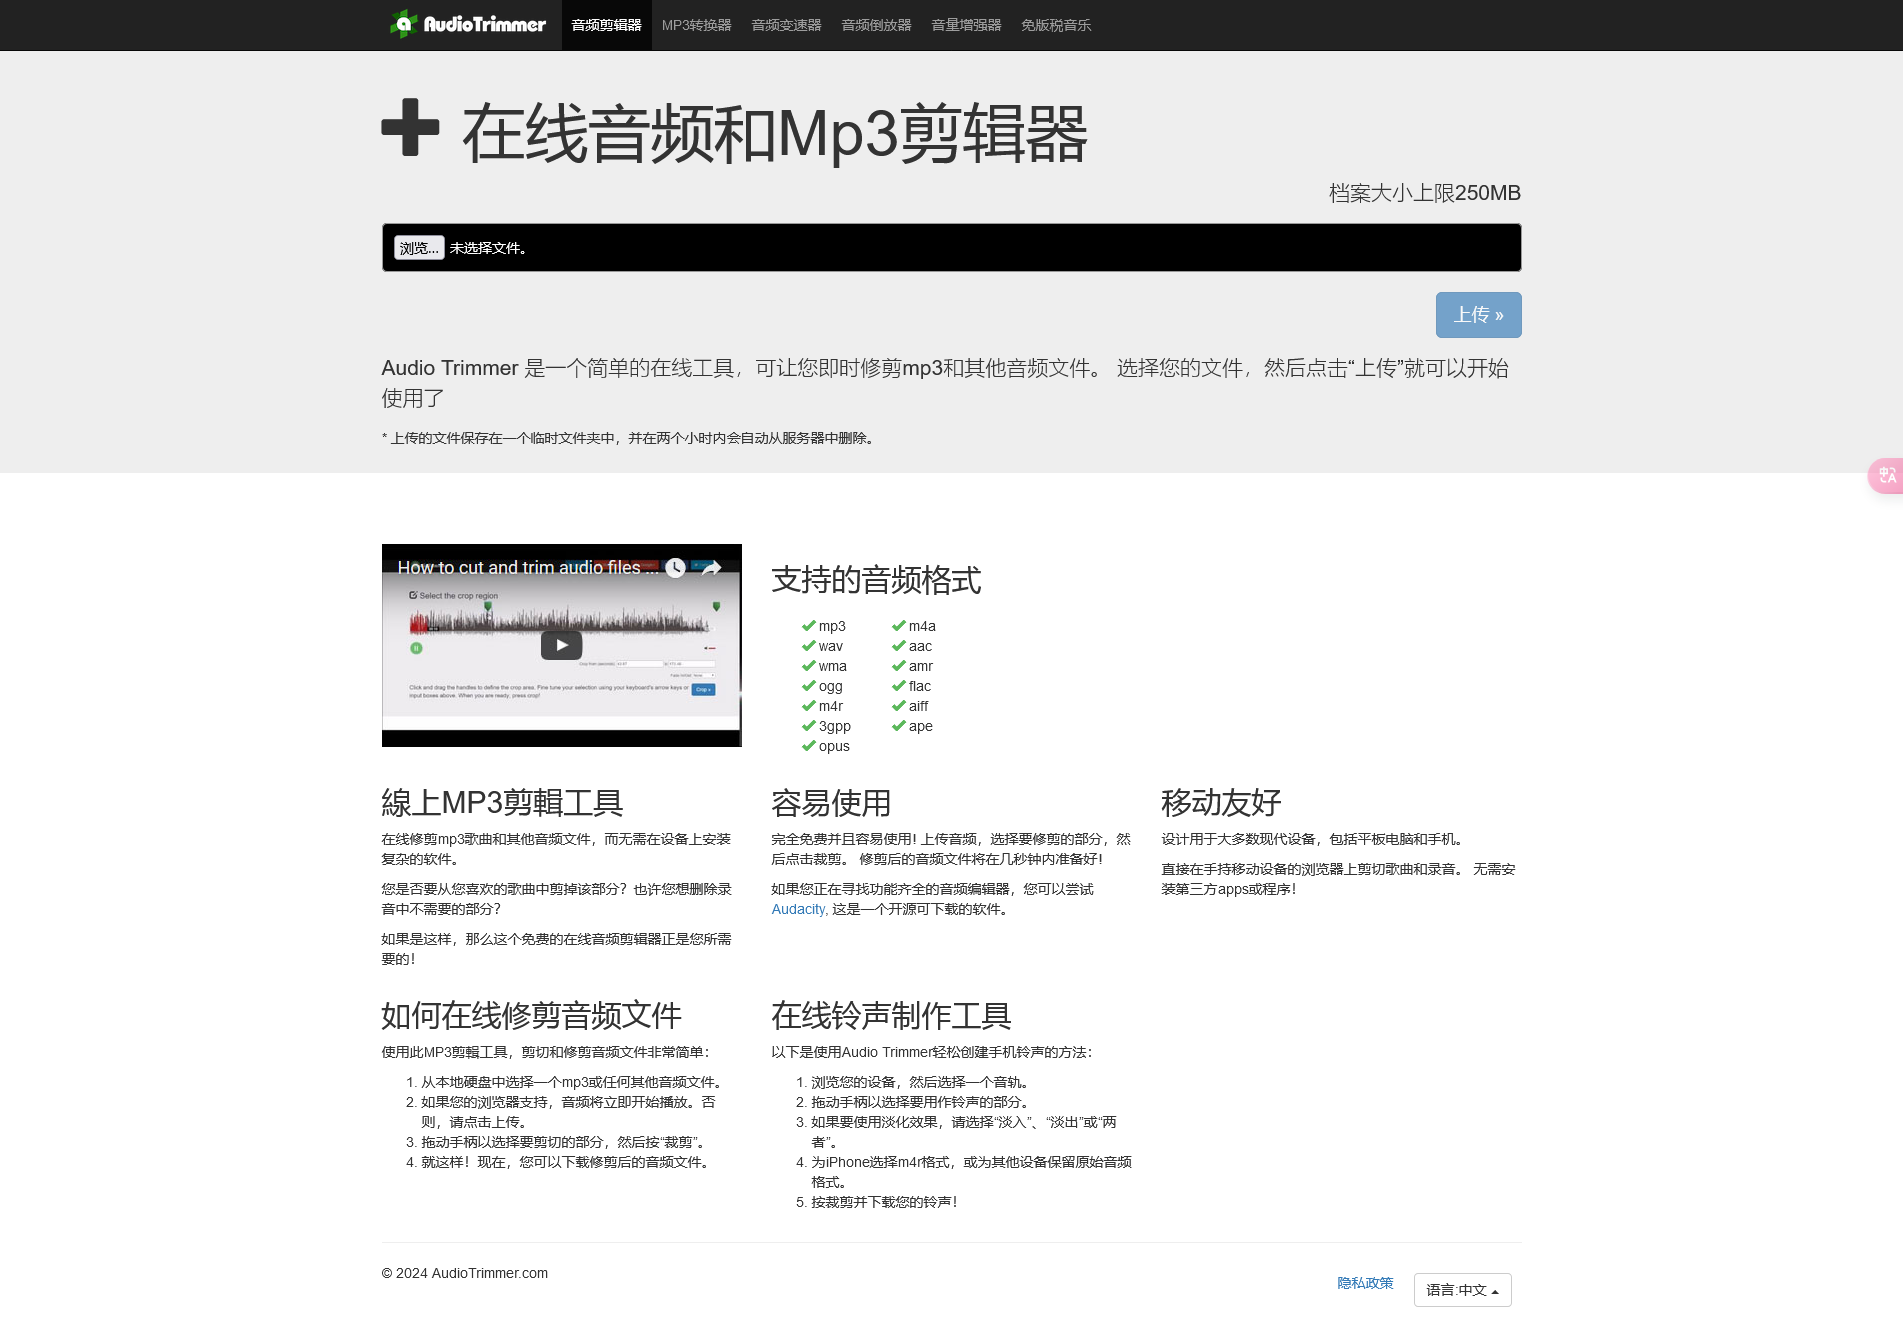 AudioTrimmer 音频剪辑器 MP3转换器 音频变速器 音频倒放器 音量增强器 免版税音乐
在线音频和Mp3剪辑器
档案大小上限250MB
浏览... 未选择文件。
上传 »
Audio Trimmer 是一个简单的在线工具，可让您即时修剪mp3和其他音频文件。 选择您的文件，然后点击“上传”就可以开始
使用了
* 上传的文件保存在一个临时文件夹中，并在两个小时内会自动从服务器中删除。
How to cut and trim audio files ...
Select the crop region
Click and drag the handles to define the crop area. Fine tune your selection using your keyboard's arrow keys or
input boxes above. When you are ready, press crop!
Crop »
支持的音频格式
mp3
wav
wma
ogg
m4r
3gpp
opus
m4a
aac
amr
flac
aiff
ape
線上MP3剪輯工具
在线修剪mp3歌曲和其他音频文件，而无需在设备上安装
复杂的软件。
您是否要从您喜欢的歌曲中剪掉该部分？也许您想删除录
音中不需要的部分？
如果是这样，那么这个免费的在线音频剪辑器正是您所需
要的！
容易使用
完全免费并且容易使用! 上传音频，选择要修剪的部分，然
后点击裁剪。 修剪后的音频文件将在几秒钟内准备好!
如果您正在寻找功能齐全的音频编辑器，您可以尝试
Audacity, 这是一个开源可下载的软件。
移动友好
设计用于大多数现代设备，包括平板电脑和手机。
直接在手持移动设备的浏览器上剪切歌曲和录音。 无需安
装第三方apps或程序！
如何在线修剪音频文件
使用此MP3剪輯工具，剪切和修剪音频文件非常简单：
1. 从本地硬盘中选择一个mp3或任何其他音频文件。
2. 如果您的浏览器支持，音频将立即开始播放。否
则，请点击上传。
3. 拖动手柄以选择要剪切的部分，然后按“裁剪”。
4. 就这样！现在，您可以下载修剪后的音频文件。
在线铃声制作工具
以下是使用Audio Trimmer轻松创建手机铃声的方法：
1. 浏览您的设备，然后选择一个音轨。
2. 拖动手柄以选择要用作铃声的部分。
3. 如果要使用淡化效果，请选择“淡入”、“淡出”或“两
者”。
4. 为iPhone选择m4r格式，或为其他设备保留原始音频
格式。
5. 按裁剪并下载您的铃声！
© 2024 AudioTrimmer.com
隐私政策
语言:中文